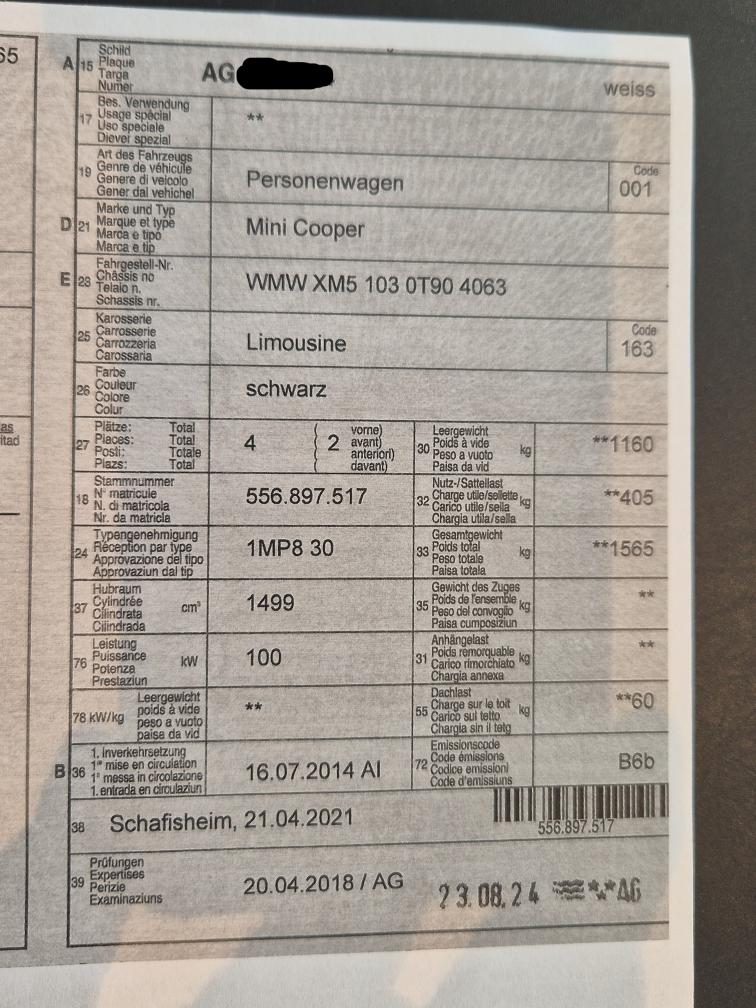 65
A 15 Schild
Plaque
Targa
Numer
AG
weiss
17 Bes. Verwendung
Usage spécial
Uso speciale
Diever spezial
**
19 Art des Fahrzeugs
Genre de véhicule
Genere di veicolo
Gener dal vehichel
Personenwagen
Code
001
D 21 Marke und Typ
Marque et type
Marca e tipo
Marca e tip
Mini Cooper
E 23 Fahrgestell-Nr.
Châssis no
Telaio n.
Schassis nr.
WMW XM5 103 0T90 4063
25 Karosserie
Carrosserie
Carrozzeria
Carossaria
Limousine
Code
163
26 Farbe
Couleur
Colore
Colur
schwarz
27 Plätze: Total
Places: Total
Posti: Totale
Plazs: Total
4 ( 2 vorne)
avant)
anteriori)
davant)
30 Leergewicht
Poids à vide
Peso a vuoto
Paisa da vid
kg
**1160
18 Stammnummer
N° matricule
N. di matricola
Nr. da matricla
556.897.517
32 Nutz-/Sattellast
Charge utile/sellette
Carico utile/sella
Chargia utila/sella
kg
**405
24 Typengenehmigung
Réception par type
Approvazione del tipo
Approvaziun dal tip
1MP8 30
33 Gesamtgewicht
Poids total
Peso totale
Paisa totala
kg
**1565
37 Hubraum
Cylindrée
Cilindrata
Cilindrada
cm³
1499
35 Gewicht des Zuges
Poids de l'ensemble
Peso del convoglio
Paisa cumposiziun
kg
**
76 Leistung
Puissance
Potenza
Prestaziun
kW
100
31 Anhängelast
Poids remorquable
Carico rimorchiato
Chargia annexa
kg
**
78 kW/kg Leergewicht
poids à vide
peso a vuoto
paisa da vid
**
55 Dachlast
Charge sur le toit
Carico sul tetto
Chargia sin il tetg
kg
**60
B 36 1. Inverkehrsetzung
1re mise en circulation
1a messa in circolazione
1. entrada en circulaziun
16.07.2014 AI
72 Emissionscode
Code émissions
Codice emissioni
Code d'emissiuns
B6b
38 Schafisheim, 21.04.2021
556.897.517
39 Prüfungen
Expertises
Perizie
Examinaziuns
20.04.2018 / AG
23.08.24 AG
as
itad